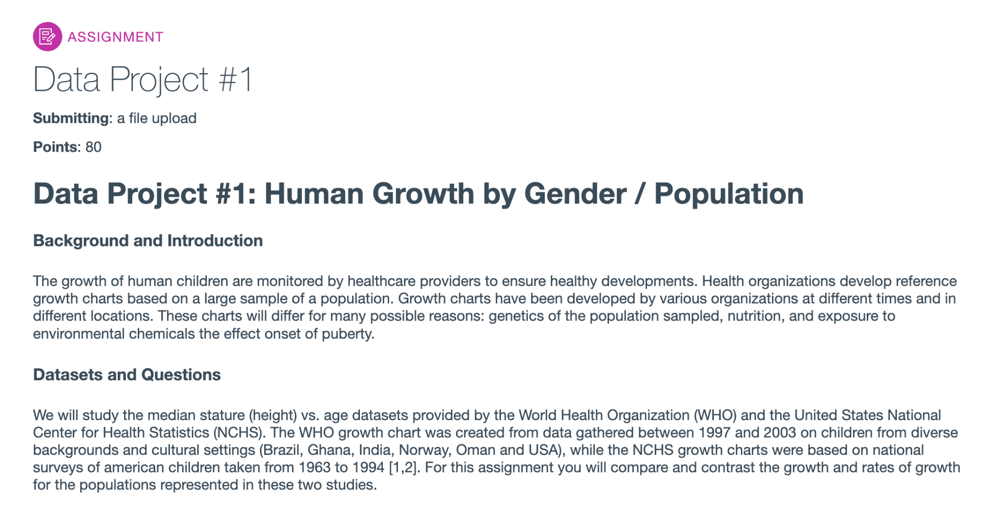 ASSIGNMENT
Data Project #1
Submitting: a file upload
Points: 80
Data Project #1: Human Growth by Gender / Population
Background and Introduction
The growth of human children are monitored by healthcare providers to ensure healthy developments. Health organizations develop reference
growth charts based on a large sample of a population. Growth charts have been developed by various organizations at different times and in
different locations. These charts will differ for many possible reasons: genetics of the population sampled, nutrition, and exposure to
environmental chemicals the effect onset of puberty.
Datasets and Questions
We will study the median stature (height) vs. age datasets provided by the World Health Organization (WHO) and the United States National
Center for Health Statistics (NCHS). The WHO growth chart was created from data gathered between 1997 and 2003 on children from diverse
backgrounds and cultural settings (Brazil, Ghana, India, Norway, Oman and USA), while the NCHS growth charts were based on national
surveys of american children taken from 1963 to 1994 [1,2]. For this assignment you will compare and contrast the growth and rates of growth
for the populations represented in these two studies.